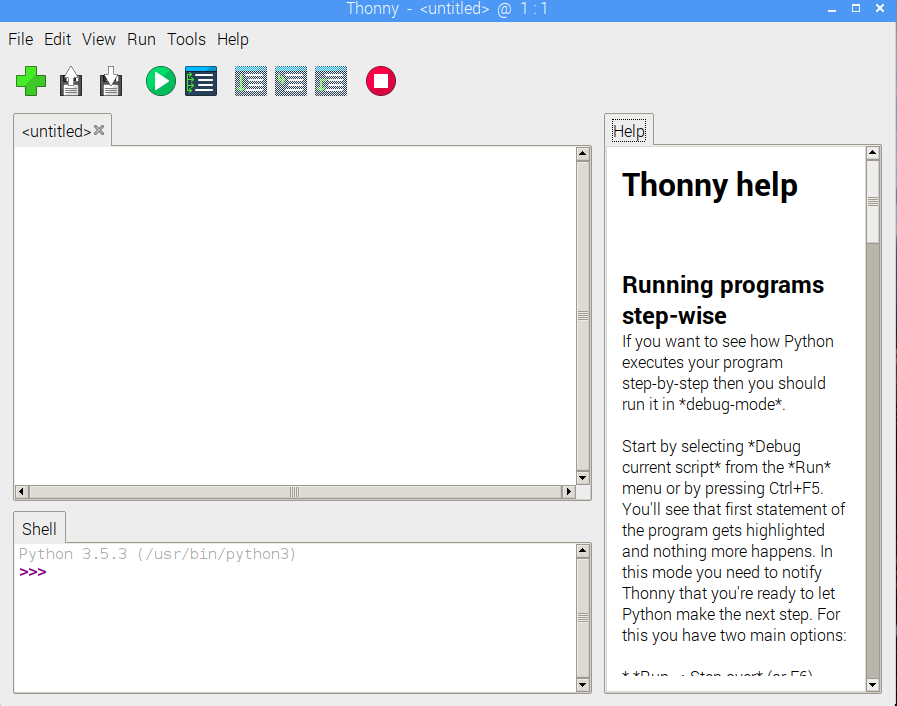 Thonny - <untitled> @ 1 : 1
File Edit View Run Tools Help
<untitled>
Help
Thonny help
Running programs
step-wise
If you want to see how Python
executes your program
step-by-step then you should
run it in *debug-mode*.
Start by selecting *Debug
current script* from the *Run*
menu or by pressing Ctrl+F5.
You'll see that first statement of
the program gets highlighted
and nothing more happens. In
this mode you need to notify
Thonny that you're ready to let
Python make the next step. For
this you have two main options:
Shell
Python 3.5.3 (/usr/bin/python3)
>>>